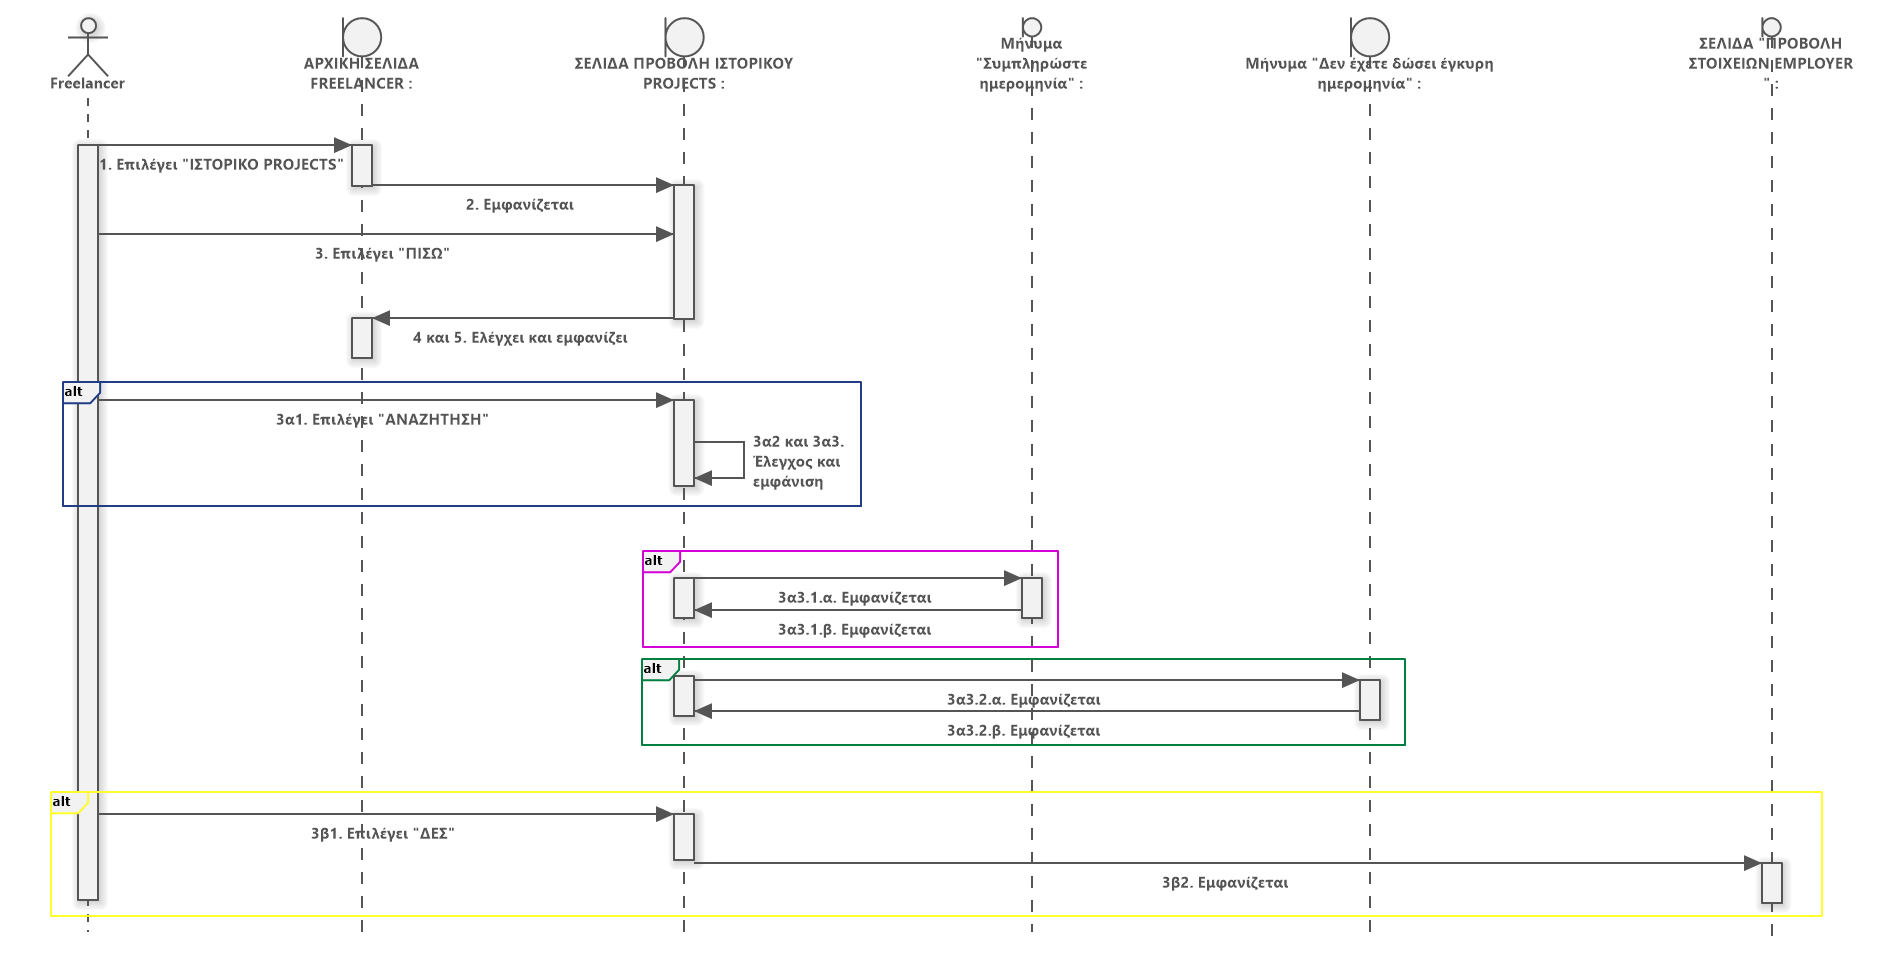 Freelancer
ΑΡΧΙΚΗ ΣΕΛΙΔΑ
FREELANCER :
ΣΕΛΙΔΑ ΠΡΟΒΟΛΗ ΙΣΤΟΡΙΚΟΥ
PROJECTS :
Μήνυμα
"Συμπληρώστε
ημερομηνία" :
Μήνυμα "Δεν έχετε δώσει έγκυρη
ημερομηνία" :
ΣΕΛΙΔΑ "ΠΡΟΒΟΛΗ
ΣΤΟΙΧΕΙΩΝ EMPLOYER
" :
1. Επιλέγει "ΙΣΤΟΡΙΚΟ PROJECTS"
2. Εμφανίζεται
3. Επιλέγει "ΠΙΣΩ"
4 και 5. Ελέγχει και εμφανίζει
alt
3α1. Επιλέγει "ΑΝΑΖΗΤΗΣΗ"
3α2 και 3α3.
Έλεγχος και
εμφάνιση
alt
3α3.1.α. Εμφανίζεται
3α3.1.β. Εμφανίζεται
alt
3α3.2.α. Εμφανίζεται
3α3.2.β. Εμφανίζεται
alt
3β1. Επιλέγει "ΔΕΣ"
3β2. Εμφανίζεται